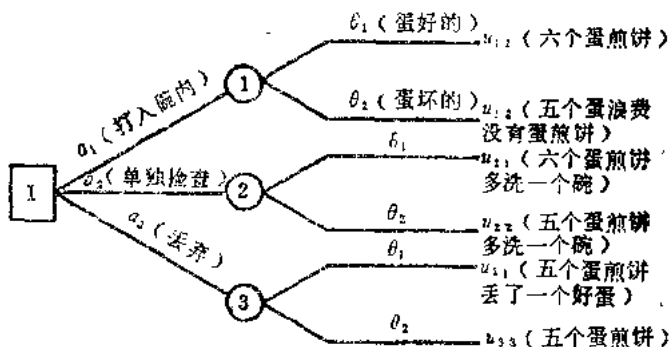 θ₁(蛋好的)
u₁₂(六个蛋煎饼)
a₁(打入碗内)
①
θ₂(蛋坏的)
u₁₂(五个蛋浪费
没有蛋煎饼)
1
(单独检查)
②
θ₁
u₂₁(六个蛋煎饼
多洗一个碗)
θ₂
u₂₂(五个蛋煎饼
多洗一个碗)
a₃(丢弃)
③
θ₁
(五个蛋煎饼
丢了一个好蛋)
θ₂
u₃₃(五个蛋煎饼)